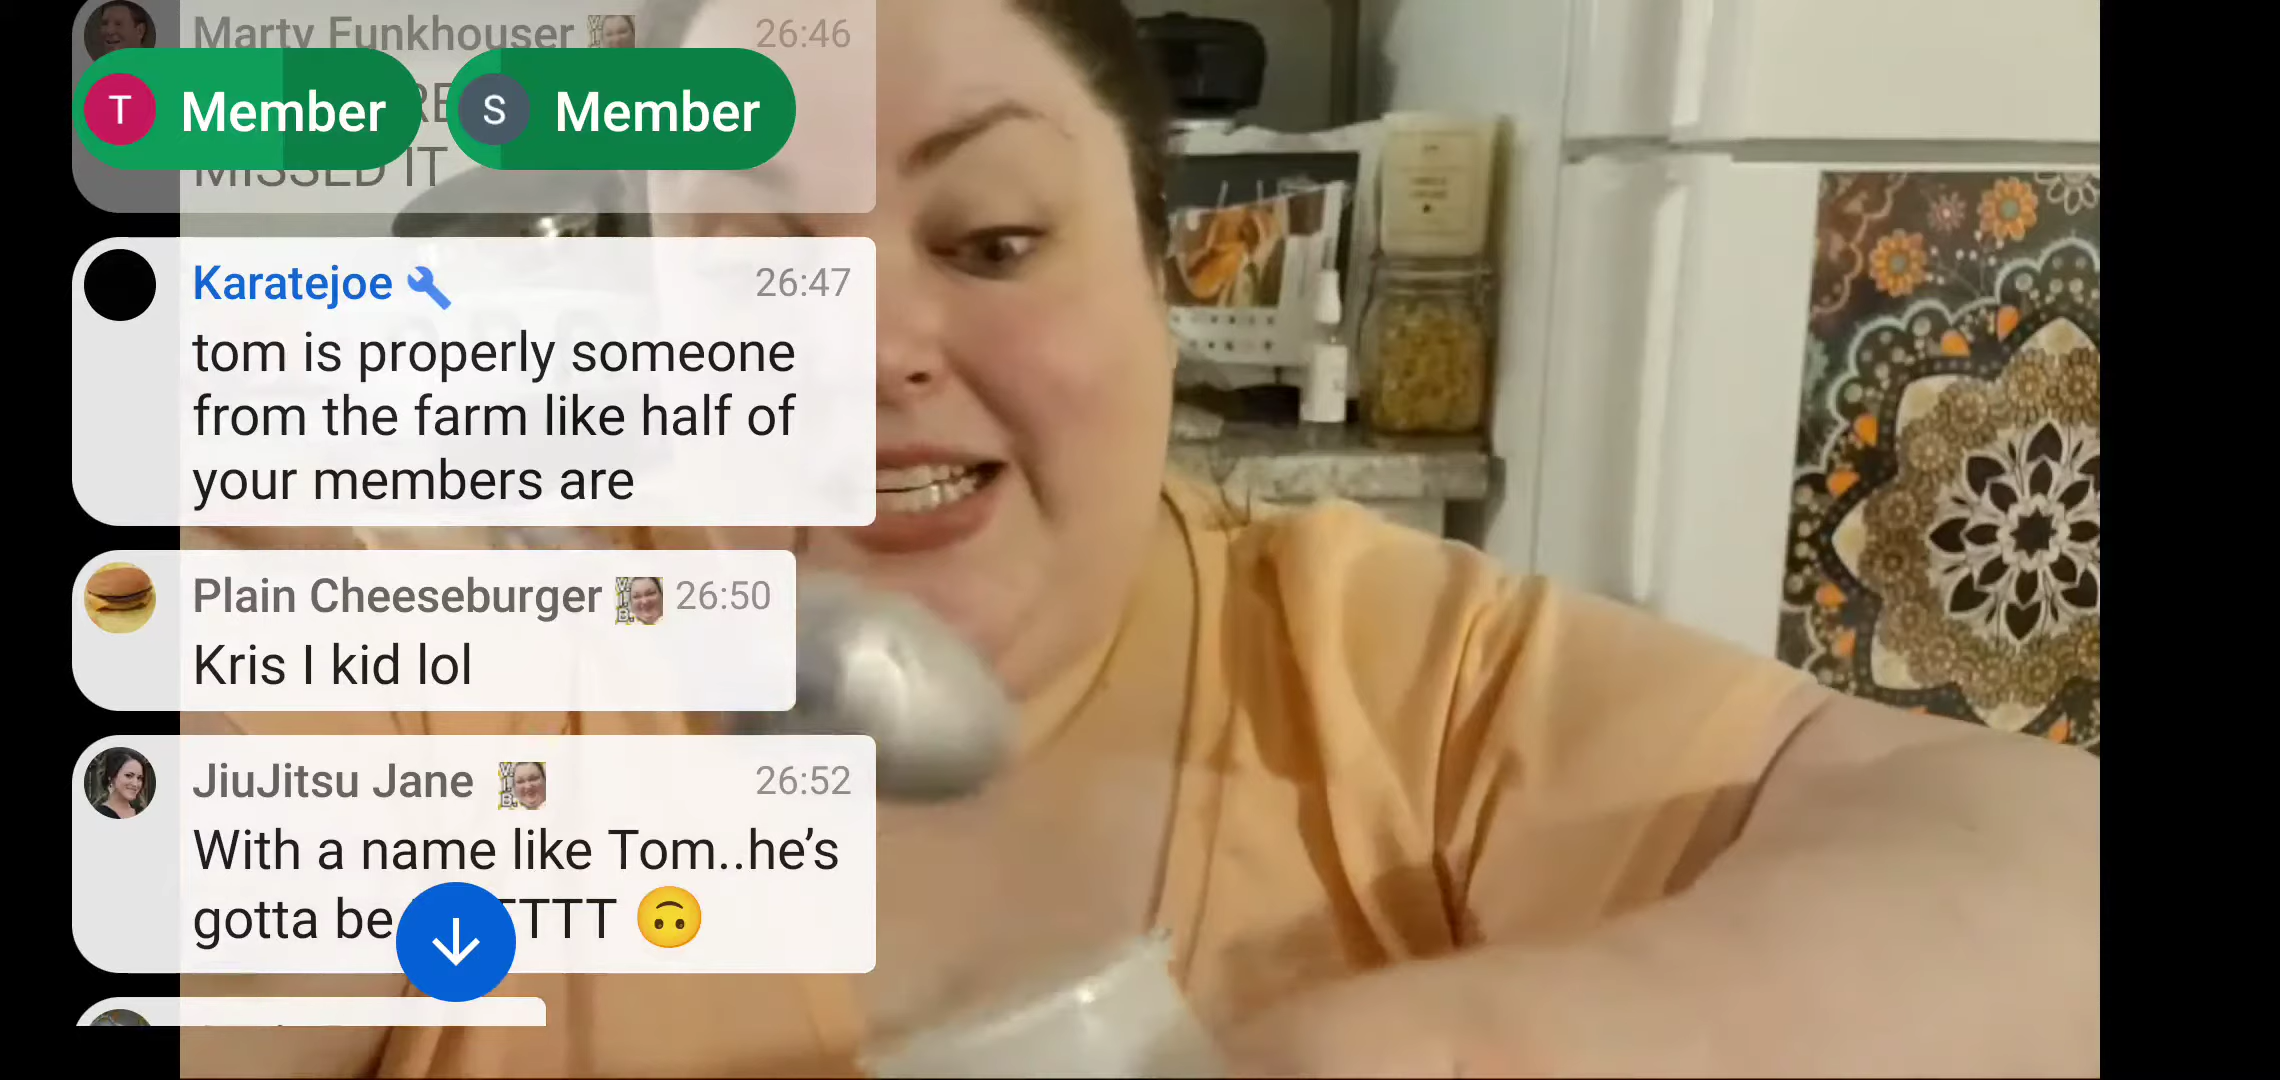 Marty Funkhouser 26:46
T Member S Member
MISSED IT
Karatejoe 26:47
tom is properly someone
from the farm like half of
your members are
Plain Cheeseburger 26:50
Kris I kid lol
JiuJitsu Jane 26:52
With a name like Tom..he’s
gotta be